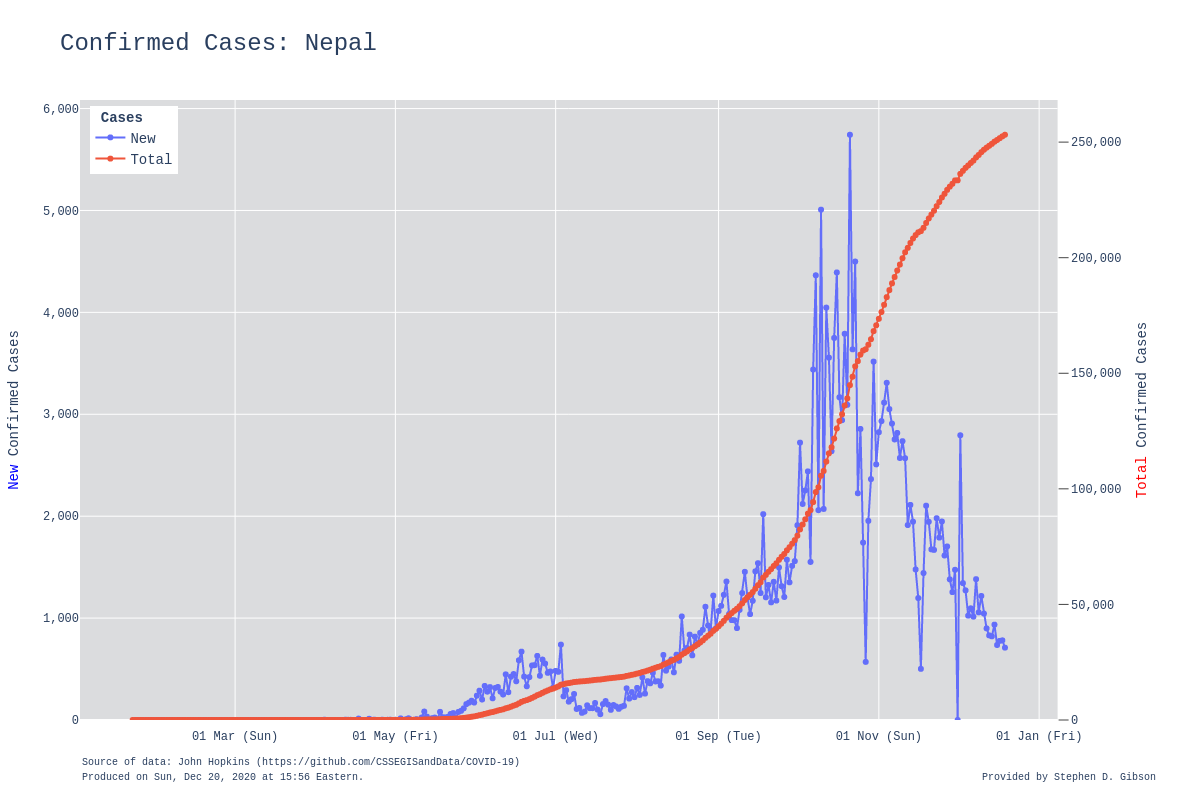 Confirmed Cases: Nepal
Cases
New
Total
6,000
5,000
4,000
3,000
2,000
1,000
0
250,000
200,000
150,000
100,000
50,000
0
New Confirmed Cases
Total Confirmed Cases
01 Mar (Sun)
01 May (Fri)
01 Jul (Wed)
01 Sep (Tue)
01 Nov (Sun)
01 Jan (Fri)
Source of data: John Hopkins (https://github.com/CSSEGISandData/COVID-19)
Produced on Sun, Dec 20, 2020 at 15:56 Eastern.
Provided by Stephen D. Gibson